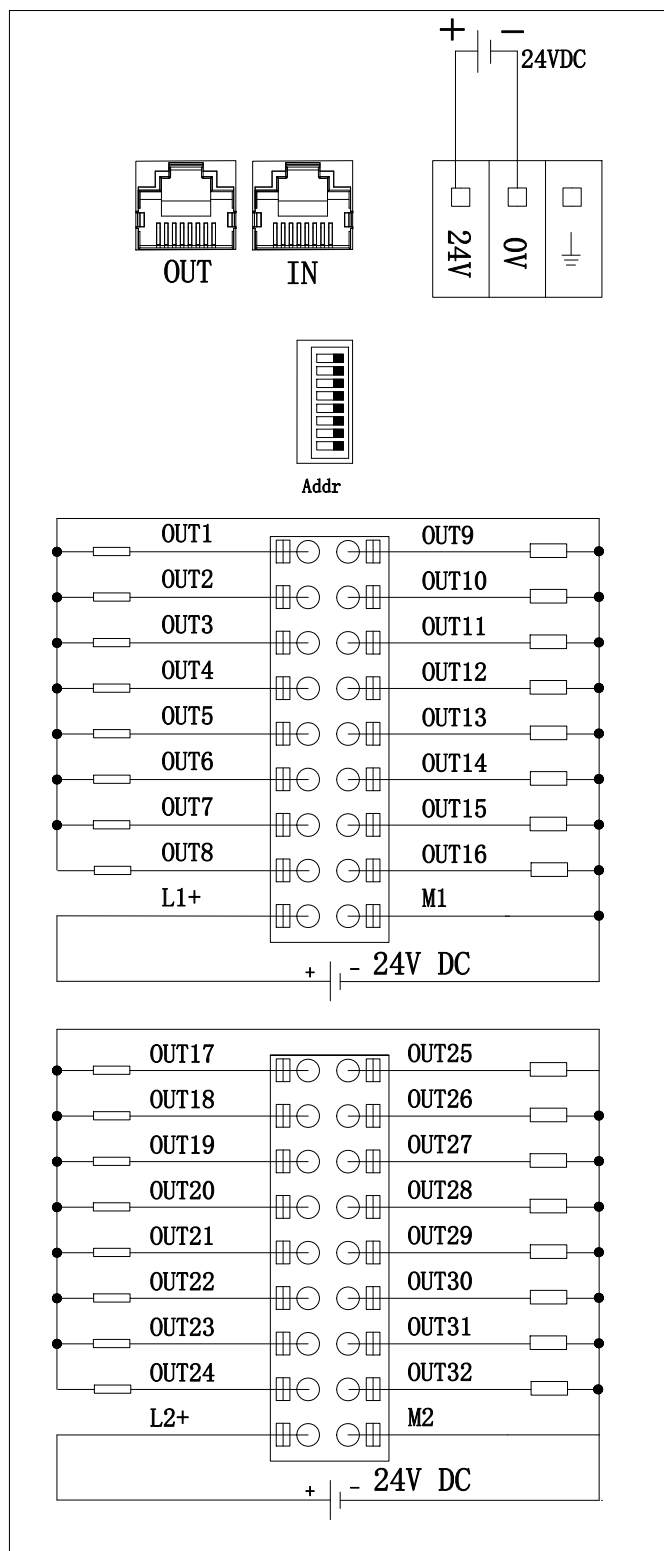 + −
24VDC
24V 0V
OUT IN
Addr
OUT1 OUT9
OUT2 OUT10
OUT3 OUT11
OUT4 OUT12
OUT5 OUT13
OUT6 OUT14
OUT7 OUT15
OUT8 OUT16
L1+ M1
+ - 24V DC
OUT17 OUT25
OUT18 OUT26
OUT19 OUT27
OUT20 OUT28
OUT21 OUT29
OUT22 OUT30
OUT23 OUT31
OUT24 OUT32
L2+ M2
+ - 24V DC